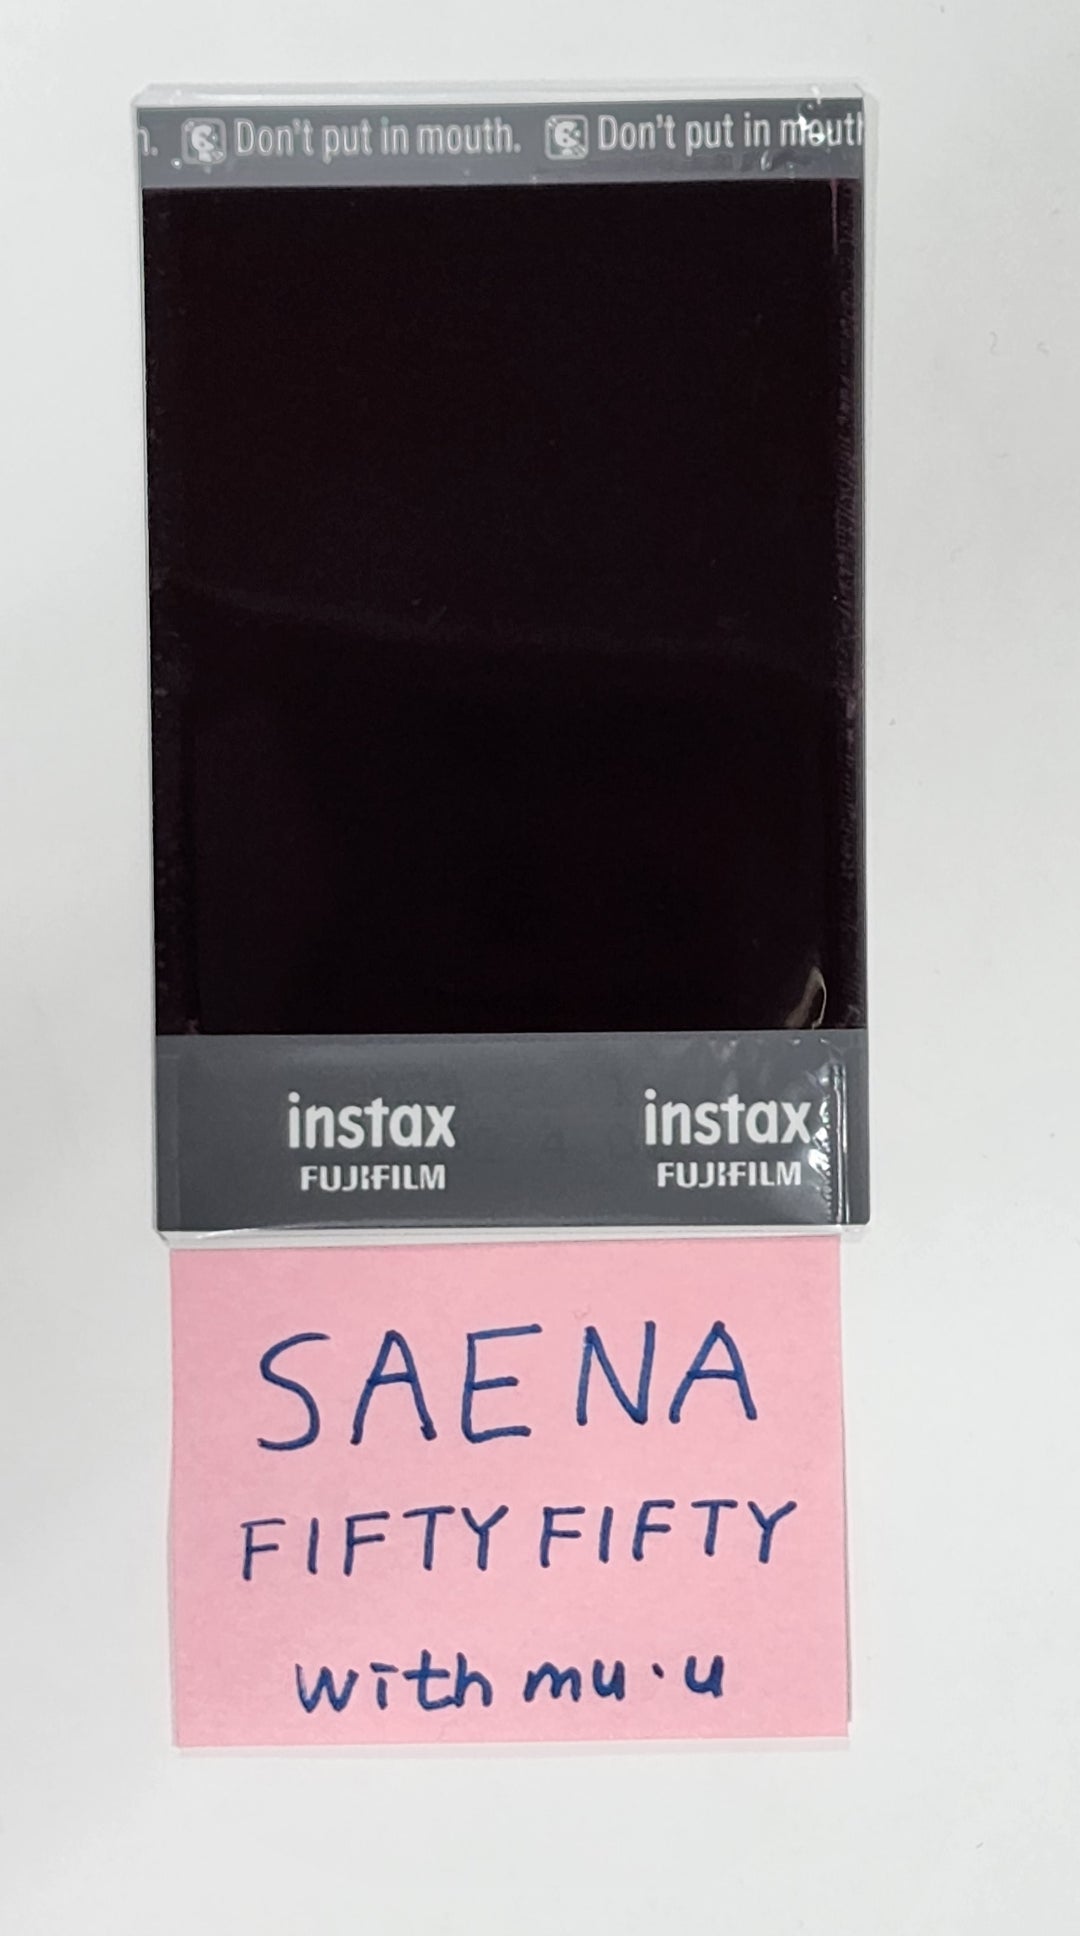 n. Don't put in mouth. Don't put in mouth
instax instax
FUJIFILM FUJIFILM
SAENA
FIFTY FIFTY
with mu·u